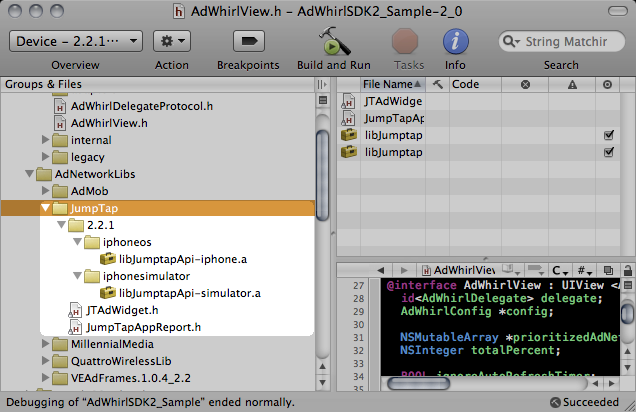 AdWhirlView.h – AdWhirlSDK2_Sample-2_0
Device – 2.2.1...
String Matchir
Overview
Action
Breakpoints
Build and Run
Tasks
Info
Search
Groups & Files
AdWhirlDelegateProtocol.h
AdWhirlView.h
internal
legacy
AdNetworkLibs
AdMob
JumpTap
2.2.1
iphoneos
libJumptapApi-iphone.a
iphonesimulator
libJumptapApi-simulator.a
JTAdWidget.h
JumpTapAppReport.h
MillennialMedia
QuattroWirelessLib
VEAdFrames.1.0.4_2.2
File Name Code
JTAdWidge
JumpTapAp
libJumptap
libJumptap
AdWhirlView C #
27 @interface AdWhirlView : UIView <A
28 id<AdWhirlDelegate> delegate;
29 AdWhirlConfig *config;
30
31 NSMutableArray *prioritizedAdNet
32 NSInteger totalPercent;
33
34 BOOL ignoreAutoRefreshTimer;
35
Debugging of "AdWhirlSDK2_Sample" ended normally.
Succeeded